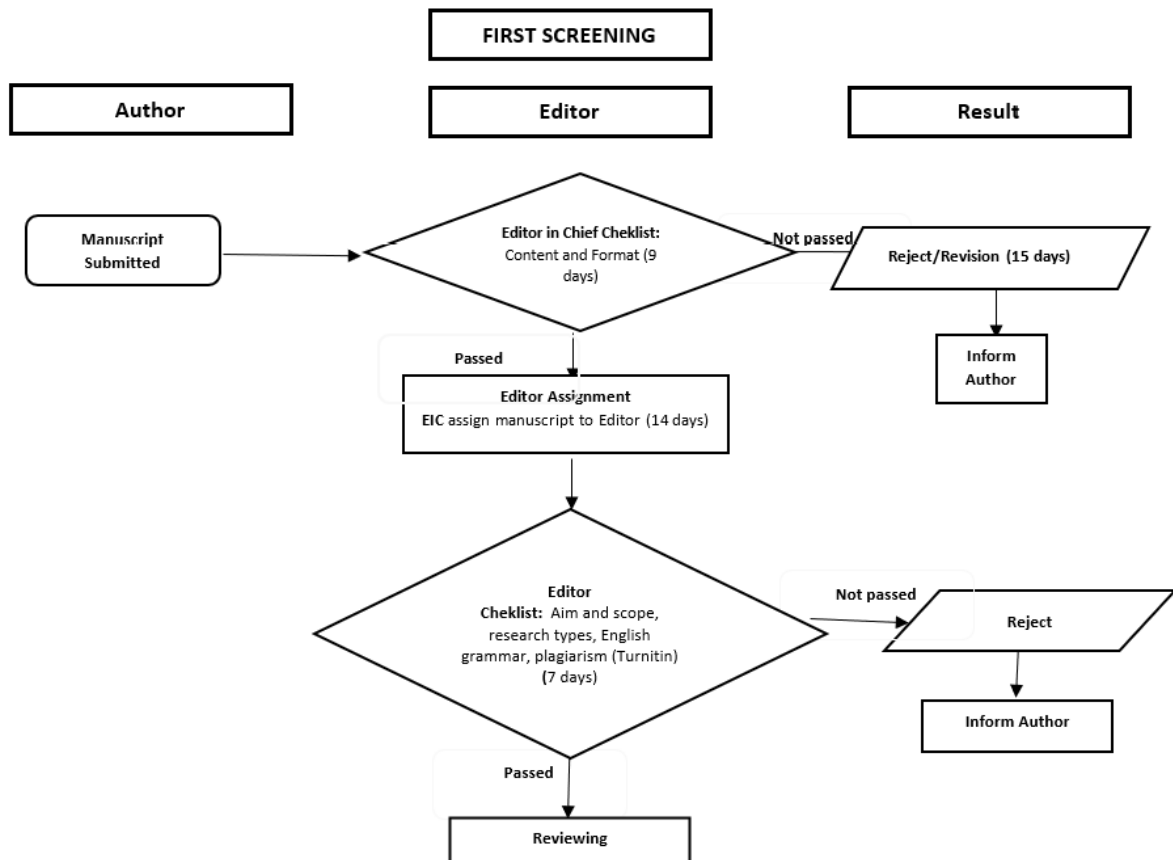 FIRST SCREENING
Author
Editor
Result
Manuscript
Submitted
Editor in Chief Cheklist:
Content and Format (9
days)
Not passed
Reject/Revision (15 days)
Inform
Author
Passed
Editor Assignment
EIC assign manuscript to Editor (14 days)
Editor
Cheklist: Aim and scope,
research types, English
grammar, plagiarism (Turnitin)
(7 days)
Not passed
Reject
Inform Author
Passed
Reviewing